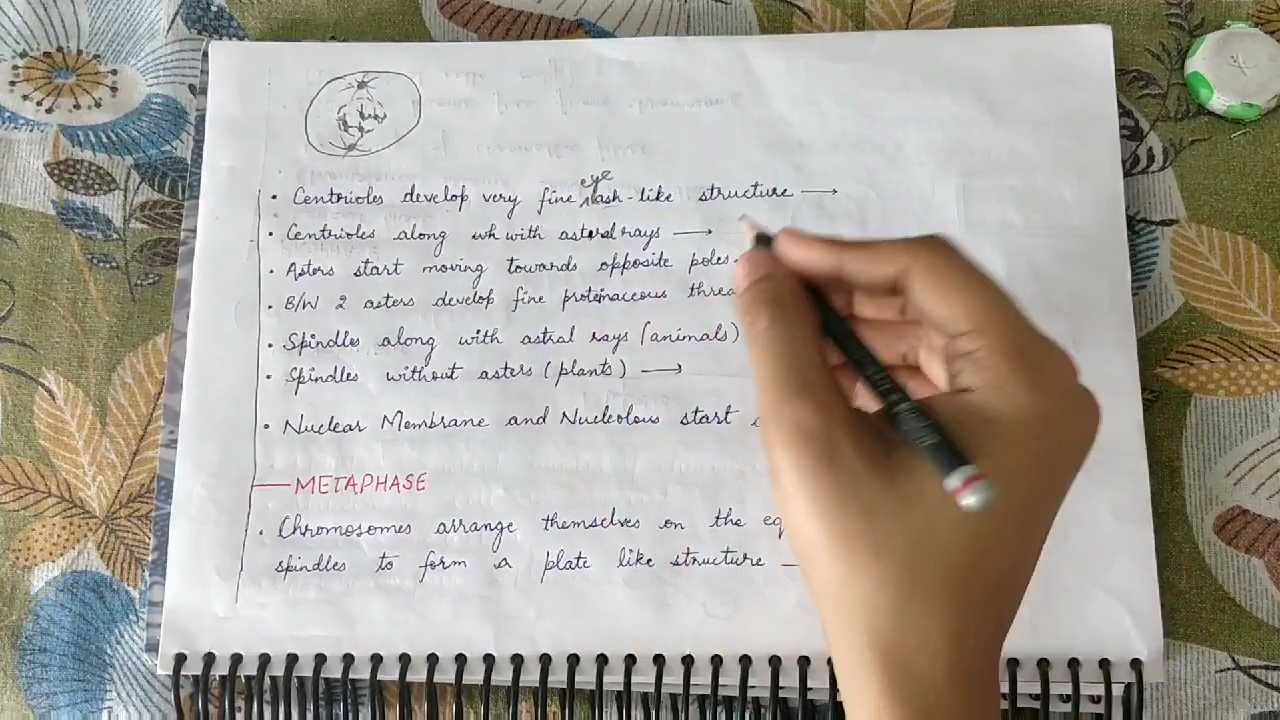 eye
• Centrioles develop very fine ^lash-like structure →
• Centrioles along wh with astral rays →
• Asters start moving towards opposite poles.
• B/W 2 asters develop fine proteinaceous
• Spindles along with astral rays (animals)
• Spindles without asters (plants) →
• Nuclear Membrane and Nucleolous start
METAPHASE
• Chromosomes arrange themselves on the
spindles to form a plate like structure